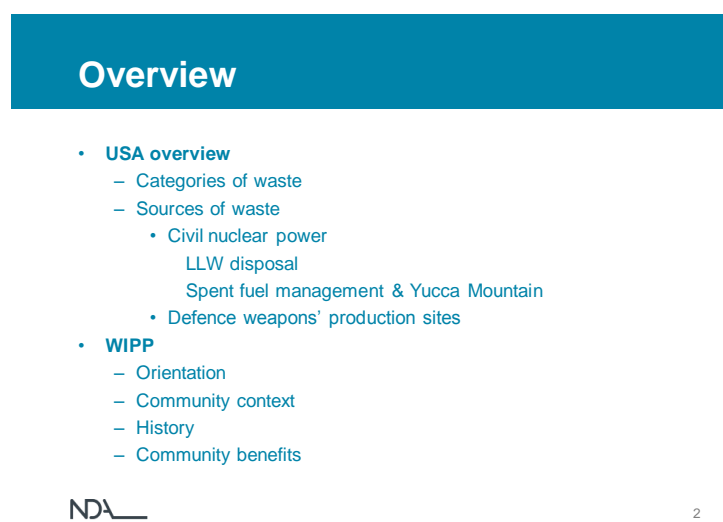 Overview
• USA overview
– Categories of waste
– Sources of waste
• Civil nuclear power
LLW disposal
Spent fuel management & Yucca Mountain
• Defence weapons’ production sites
• WIPP
– Orientation
– Community context
– History
– Community benefits
NDA
2